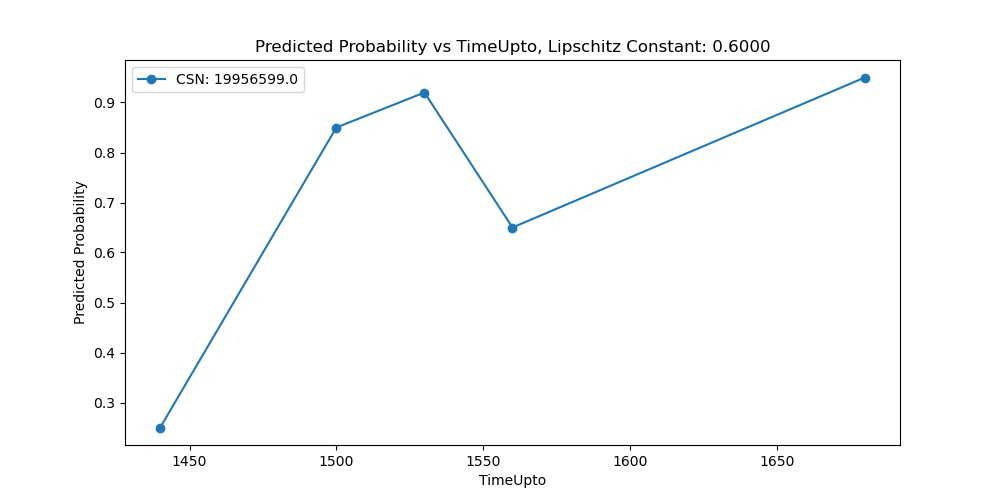 Predicted Probability vs TimeUpto, Lipschitz Constant: 0.6000
CSN: 19956599.0
Predicted Probability
0.9
0.8
0.7
0.6
0.5
0.4
0.3
1450 1500 1550 1600 1650
TimeUpto